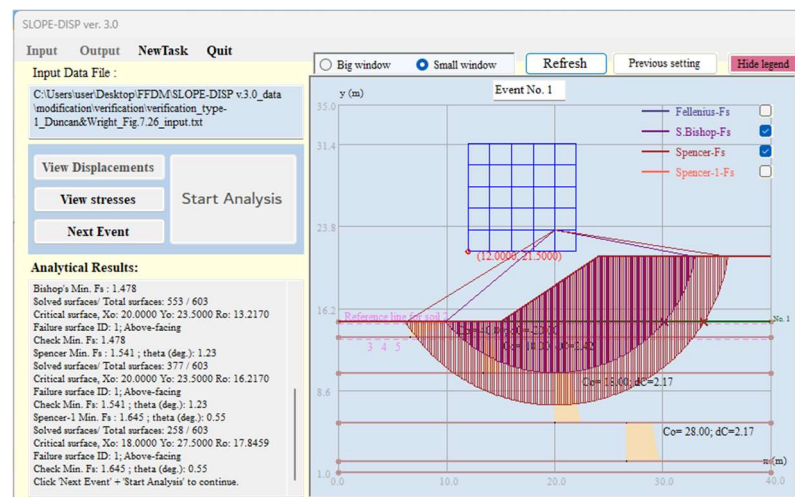 SLOPE-DISP ver. 3.0
Input Output NewTask Quit
Input Data File :
C:\Users\user\Desktop\FFDM\SLOPE-DISP v.3.0_data
\modification\verification\verification_type-
1_Duncan&Wright_Fig.7.26_input.txt
View Displacements
View stresses
Next Event
Start Analysis
Analytical Results:
Bishop's Min. Fs : 1.478
Solved surfaces/ Total surfaces: 553 / 603
Critical surface, Xo: 20.0000 Yo: 23.5000 Ro: 13.2170
Failure surface ID: 1; Above-facing
Check Min. Fs: 1.478
Spencer Min. Fs : 1.541 ; theta (deg.): 1.23
Solved surfaces/ Total surfaces: 377 / 603
Critical surface, Xo: 20.0000 Yo: 23.5000 Ro: 16.2170
Failure surface ID: 1; Above-facing
Check Min. Fs: 1.541 ; theta (deg.): 1.23
Spencer-1 Min. Fs : 1.645 ; theta (deg.): 0.55
Solved surfaces/ Total surfaces: 258 / 603
Critical surface, Xo: 18.0000 Yo: 27.5000 Ro: 17.8459
Failure surface ID: 1; Above-facing
Check Min. Fs: 1.645 ; theta (deg.): 0.55
Click 'Next Event' + 'Start Analysis' to continue.
Big window Small window Refresh Previous setting Hide legend
y (m)
Event No. 1
35.0
Fellenius-Fs
S.Bishop-Fs
31.4
Spencer-Fs
Spencer-1-Fs
23.8
(12.0000, 21.5000)
16.2
Reference line for soil 2
No. 1
3 4 5
Co= 18.00; dC=2.17
8.6
Co= 28.00; dC=2.17
x (m)
1.0
0.0 10.0 20.0 30.0 40.0